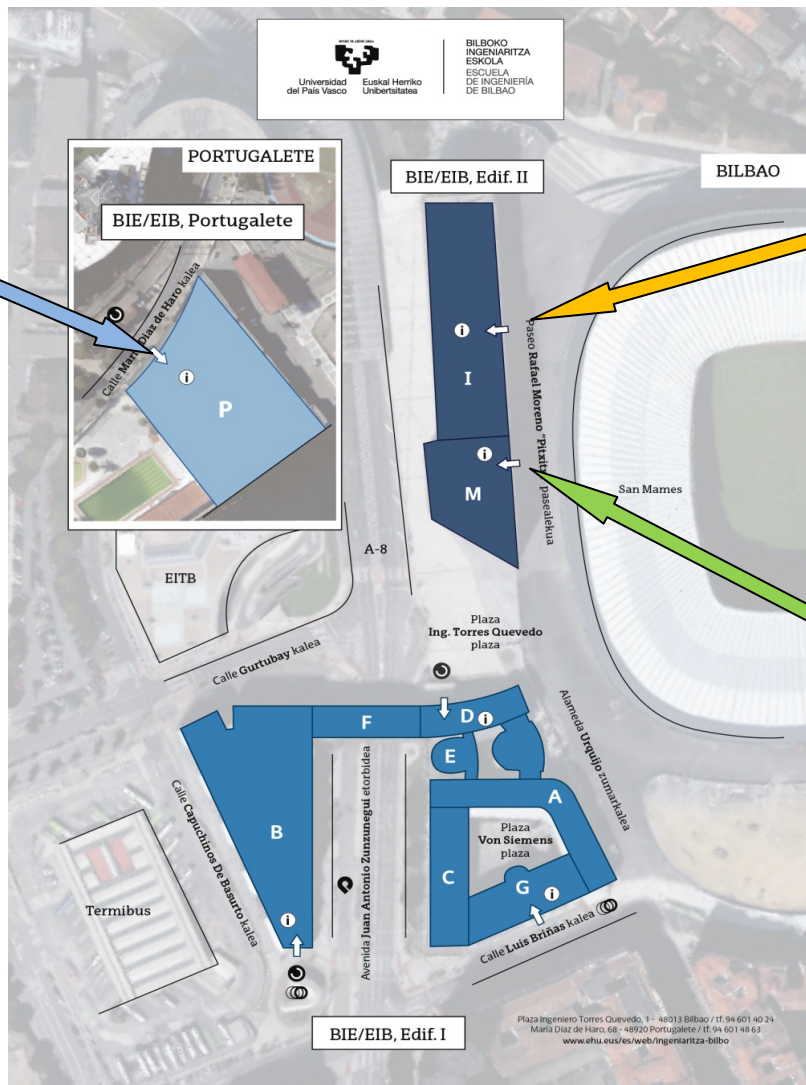 Universidad
del País Vasco
Euskal Herriko
Unibertsitatea
BILBOKO
INGENIARITZA
ESKOLA
ESCUELA
DE INGENIERÍA
DE BILBAO
PORTUGALETE
BIE/EIB, Portugalete
Calle María Díaz de Haro kalea
i
P
BIE/EIB, Edif. II
BILBAO
i
I
i
M
Paseo Rafael Moreno "Pitxitxi" pasealekua
San Mames
A-8
EITB
Calle Gurtubay kalea
Plaza
Ing. Torres Quevedo
plaza
F
D i
E
A
Alameda Urquijo zumarkalea
B
Calle Capuchinos De Basurto kalea
Avenida Juan Antonio Zunzunegui etorbidea
Plaza
Von Siemens
plaza
C
G
i
Calle Luis Briñas kalea
Termibus
i
BIE/EIB, Edif. I
Plaza Ingeniero Torres Quevedo, 1 - 48013 Bilbao / tf. 94 601 40 24
María Díaz de Haro, 68 - 48920 Portugalete / tf. 94 601 48 63
www.ehu.eus/es/web/ingeniaritza-bilbo